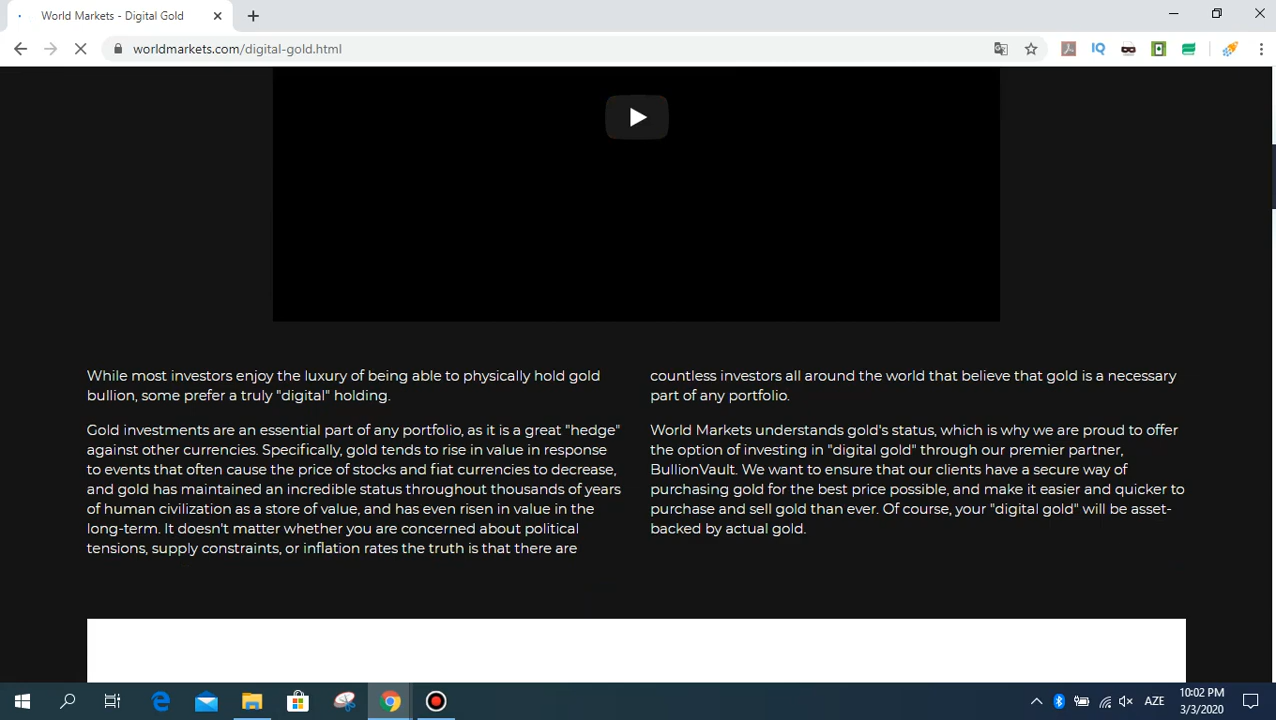 World Markets - Digital Gold
worldmarkets.com/digital-gold.html
IQ
While most investors enjoy the luxury of being able to physically hold gold
bullion, some prefer a truly "digital" holding.
Gold investments are an essential part of any portfolio, as it is a great "hedge"
against other currencies. Specifically, gold tends to rise in value in response
to events that often cause the price of stocks and fiat currencies to decrease,
and gold has maintained an incredible status throughout thousands of years
of human civilization as a store of value, and has even risen in value in the
long-term. It doesn't matter whether you are concerned about political
tensions, supply constraints, or inflation rates the truth is that there are
countless investors all around the world that believe that gold is a necessary
part of any portfolio.
World Markets understands gold's status, which is why we are proud to offer
the option of investing in "digital gold" through our premier partner,
BullionVault. We want to ensure that our clients have a secure way of
purchasing gold for the best price possible, and make it easier and quicker to
purchase and sell gold than ever. Of course, your "digital gold" will be asset-
backed by actual gold.
AZE
10:02 PM
3/3/2020